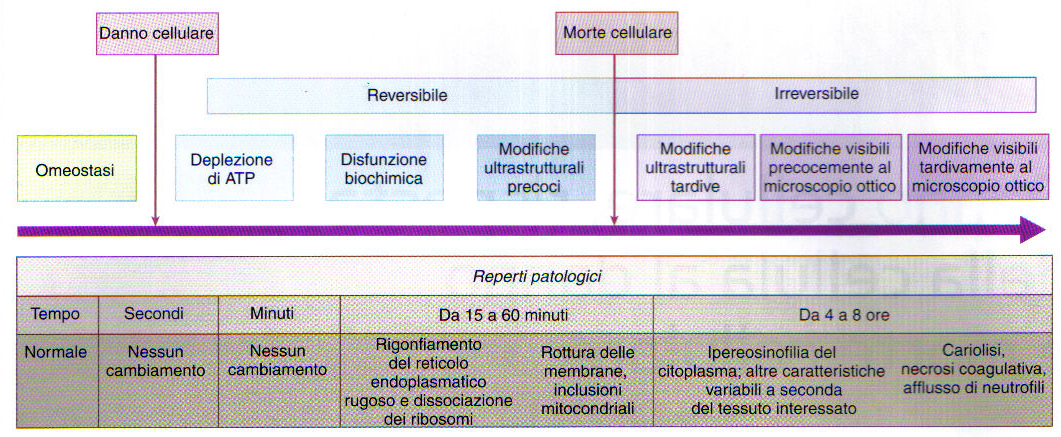 Danno cellulare
Morte cellulare
Reversibile
Irreversibile
Omeostasi
Deplezione
di ATP
Disfunzione
biochimica
Modifiche
ultrastrutturali
precoci
Modifiche
ultrastrutturali
tardive
Modifiche visibili
precocemente al
microscopio ottico
Modifiche visibili
tardivamente al
microscopio ottico
Reperti patologici
Tempo
Secondi
Minuti
Da 15 a 60 minuti
Da 4 a 8 ore
Normale
Nessun
cambiamento
Nessun
cambiamento
Rigonfiamento
del reticolo
endoplasmatico
rugoso e dissociazione
dei ribosomi
Rottura delle
membrane,
inclusioni
mitocondriali
Ipereosinofilia del
citoplasma; altre caratteristiche
variabili a seconda
del tessuto interessato
Cariolisi,
necrosi coagulativa,
afflusso di neutrofili